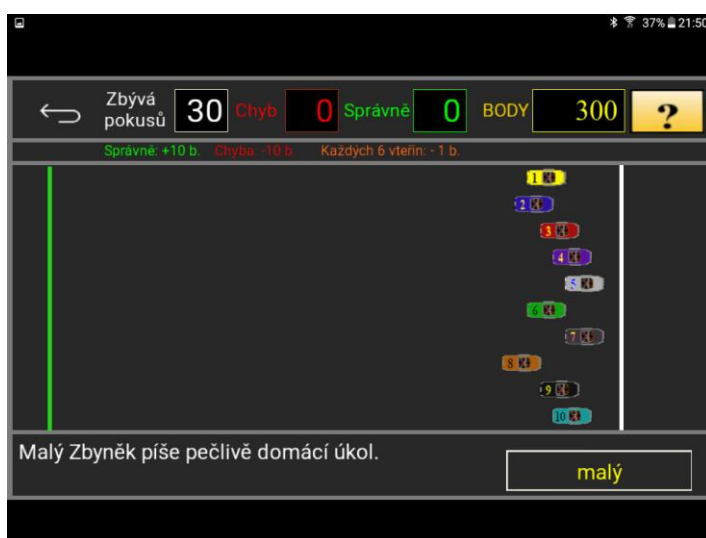 37% 21:50
Zbývá
pokusů 30 Chyb 0 Správně 0 BODY 300 ?
Správně: +10 b. Chyba -10 b. Každých 6 vteřin: - 1 b.
1
2
3
4
5
6
7
8
9
10
Malý Zbyněk píše pečlivě domácí úkol.
malý